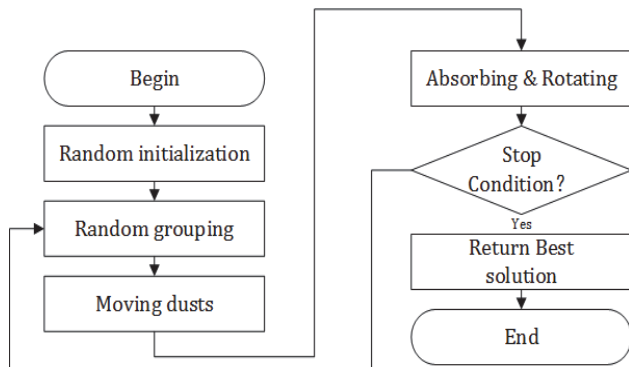 Begin
Random initialization
Random grouping
Moving dusts
Absorbing & Rotating
Stop
Condition?
Yes
Return Best
solution
End